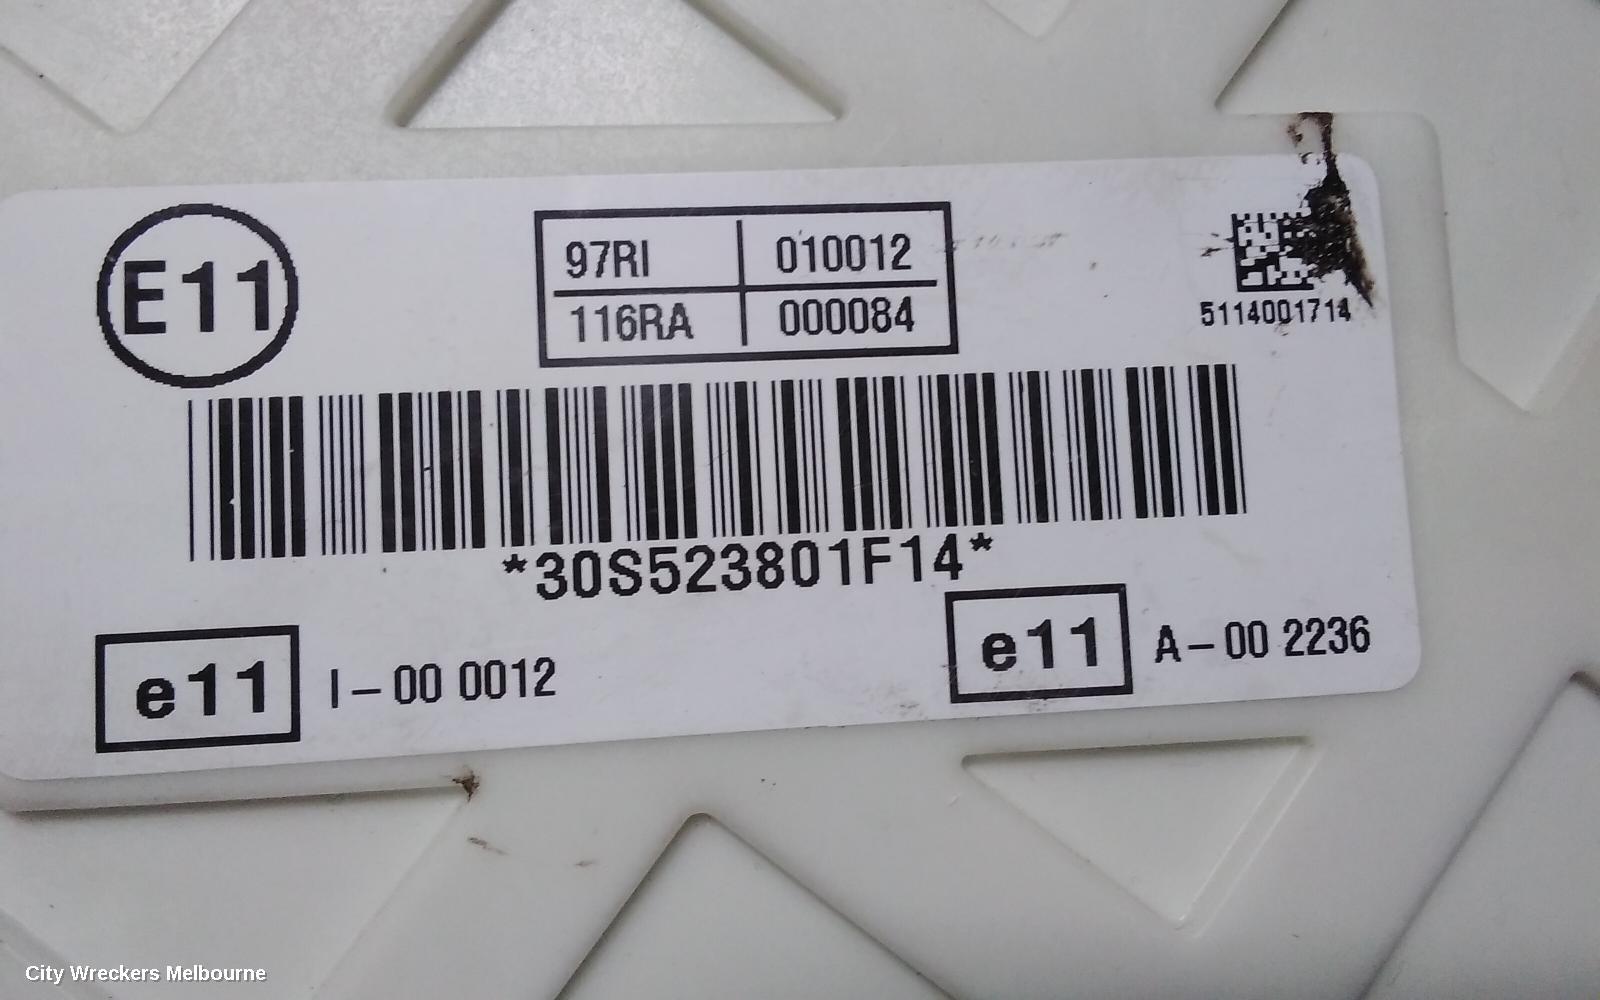 E11
97RI 010012
116RA 000084
5114001714
*30S523801F14*
e11 I-00 0012
e11 A-00 2236
City Wreckers Melbourne